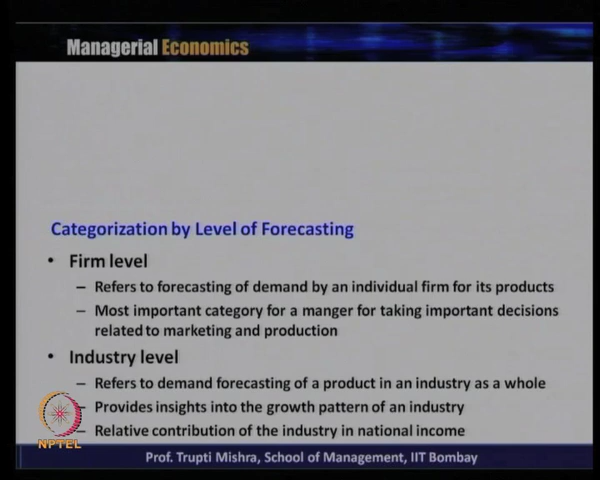 Managerial Economics
Categorization by Level of Forecasting
• Firm level
– Refers to forecasting of demand by an individual firm for its products
– Most important category for a manger for taking important decisions
related to marketing and production
• Industry level
– Refers to demand forecasting of a product in an industry as a whole
– Provides insights into the growth pattern of an industry
– Relative contribution of the industry in national income
NPTEL
Prof. Trupti Mishra, School of Management, IIT Bombay